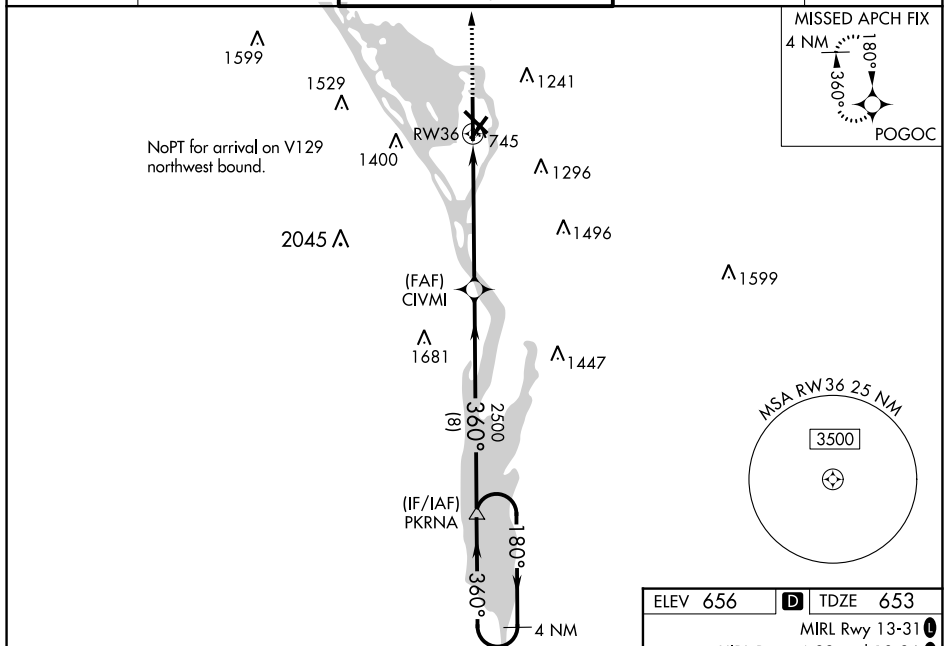 MISSED APCH FIX
4 NM
180°
360°
POGOC
1599
1529
1241
RW36
745
NoPT for arrival on V129
northwest bound.
1400
1296
1496
2045
1599
(FAF)
CIVMI
1681
1447
2500
360°
(8)
MSA RW36 25 NM
3500
(IF/IAF)
PKRNA
180°
360°
4 NM
ELEV 656 D TDZE 653
MIRL Rwy 13-31 L